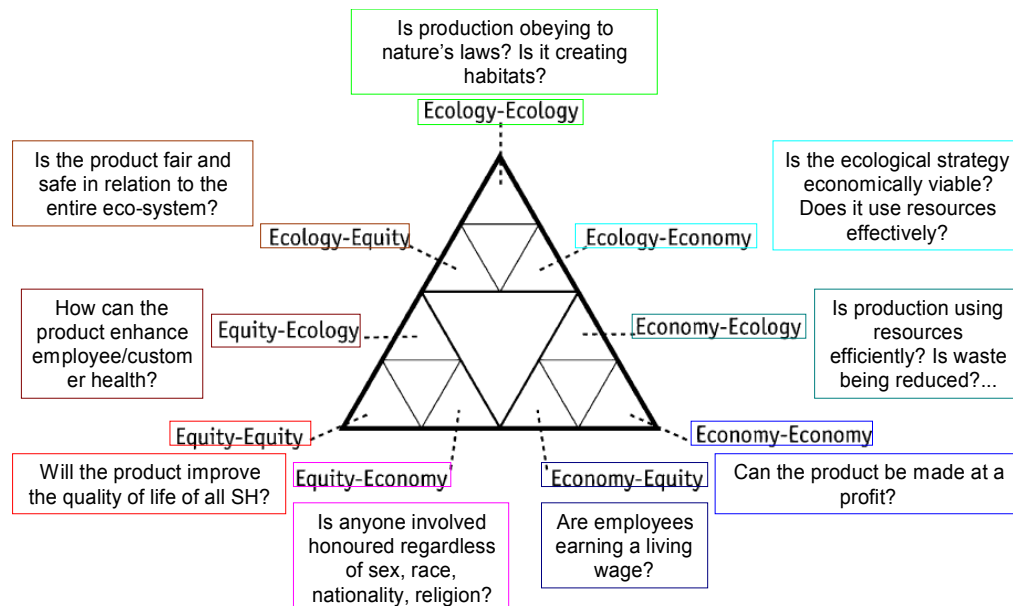 Is production obeying to
nature's laws? Is it creating
habitats?
Ecology-Ecology
Is the product fair and
safe in relation to the
entire eco-system?
Is the ecological strategy
economically viable?
Does it use resources
effectively?
Ecology-Equity
Ecology-Economy
How can the
product enhance
employee/custom
er health?
Equity-Ecology
Economy-Ecology
Is production using
resources
efficiently? Is waste
being reduced?...
Equity-Equity
Economy-Economy
Will the product improve
the quality of life of all SH?
Equity-Economy
Economy-Equity
Can the product be made at a
profit?
Is anyone involved
honoured regardless
of sex, race,
nationality, religion?
Are employees
earning a living
wage?